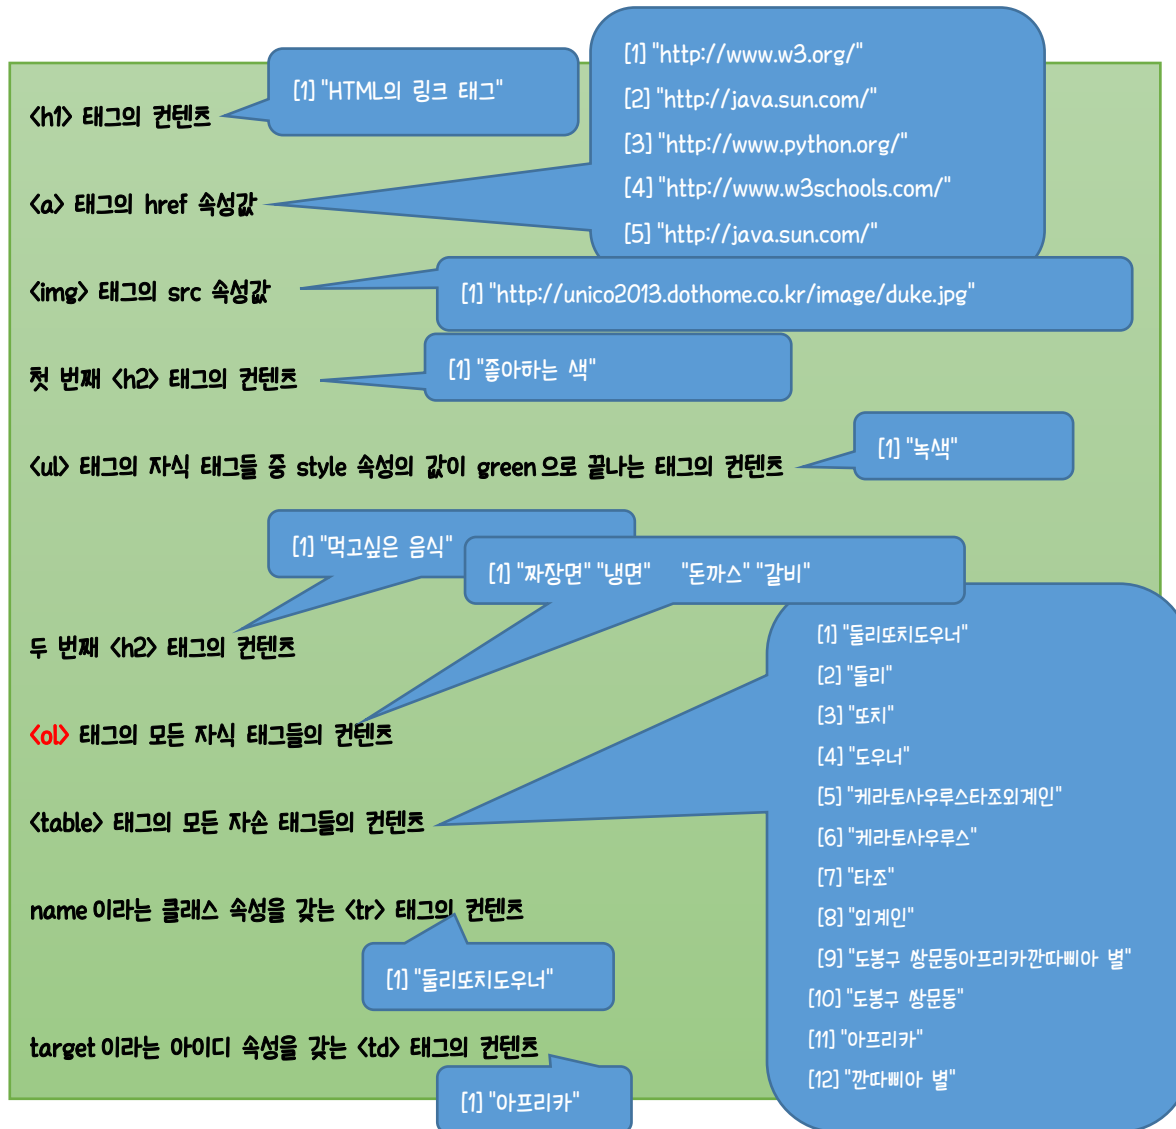 <h1> 태그의 컨텐츠
[1] "HTML의 링크 태그"
<a> 태그의 href 속성값
[1] "http://www.w3.org/"
[2] "http://java.sun.com/"
[3] "http://www.python.org/"
[4] "http://www.w3schools.com/"
[5] "http://java.sun.com/"
<img> 태그의 src 속성값
[1] "http://unico2013.dothome.co.kr/image/duke.jpg"
첫 번째 <h2> 태그의 컨텐츠
[1] "좋아하는 색"
<ul> 태그의 자식 태그들 중 style 속성의 값이 green으로 끝나는 태그의 컨텐츠
[1] "녹색"
두 번째 <h2> 태그의 컨텐츠
[1] "먹고싶은 음식"
<ol> 태그의 모든 자식 태그들의 컨텐츠
[1] "짜장면" "냉면" "돈까스" "갈비"
<table> 태그의 모든 자손 태그들의 컨텐츠
[1] "둘리또치도우너"
[2] "둘리"
[3] "또치"
[4] "도우너"
[5] "케라토사우루스타조외계인"
[6] "케라토사우루스"
[7] "타조"
[8] "외계인"
[9] "도봉구 쌍문동아프리카깐따삐아 별"
[10] "도봉구 쌍문동"
[11] "아프리카"
[12] "깐따삐아 별"
name이라는 클래스 속성을 갖는 <tr> 태그의 컨텐츠
[1] "둘리또치도우너"
target이라는 아이디 속성을 갖는 <td> 태그의 컨텐츠
[1] "아프리카"